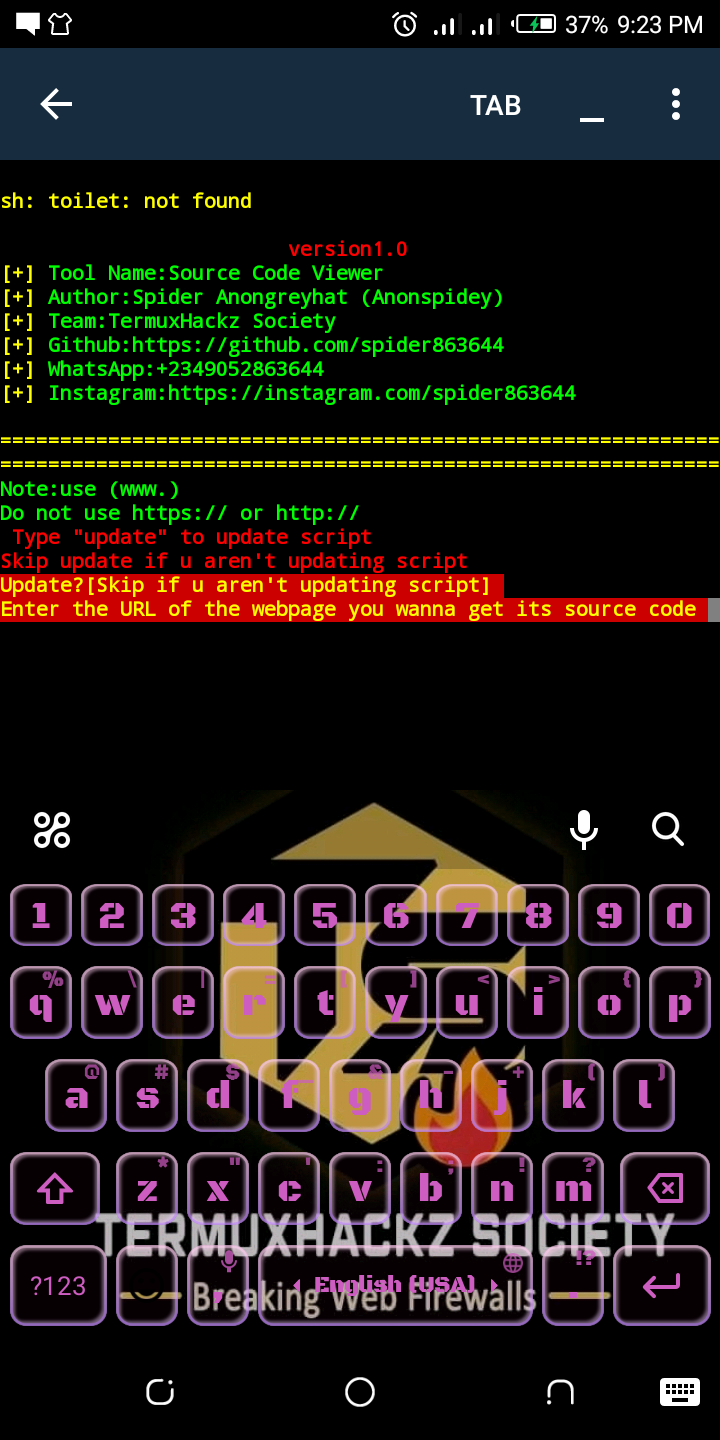 37% 9:23 PM
TAB
sh: toilet: not found
version1.0
[+] Tool Name:Source Code Viewer
[+] Author:Spider Anongreyhat (Anonspidey)
[+] Team:TermuxHackz Society
[+] Github:https://github.com/spider863644
[+] WhatsApp:+2349052863644
[+] Instagram:https://instagram.com/spider863644
============================================================
============================================================
Note:use (www.)
Do not use https:// or http://
Type "update" to update script
Skip update if u aren't updating script
Update?[Skip if u aren't updating script]
Enter the URL of the webpage you wanna get its source code
1 2 3 4 5 6 7 8 9 0
% \ | = [ ] < > { }
q w e r t y u i o p
@ # $ & - + ( )
a s d f g h j k l
* " ' : ; ! ?
z x c v b n m
TERMUXHACKZ SOCIETY
!?
?123 , English (USA) .
Breaking Web Firewalls